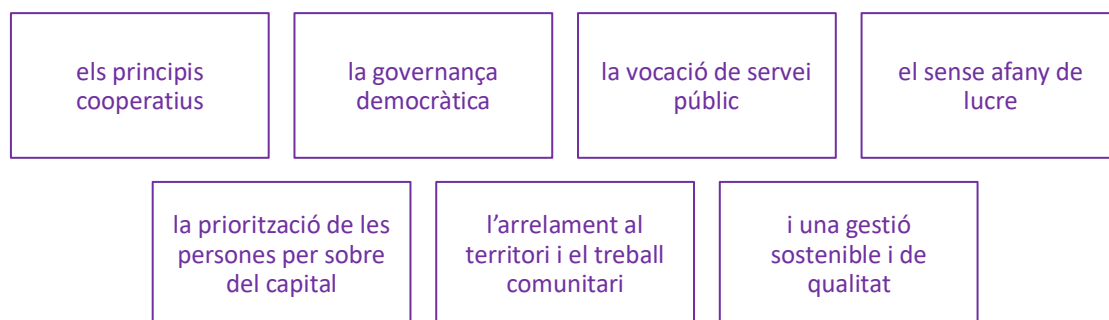 els principis
cooperatius
la governança
democràtica
la vocació de servei
públic
el sense afany de
lucre
la priorització de les
persones per sobre
del capital
l’arrelament al
territori i el treball
comunitari
i una gestió
sostenible i de
qualitat